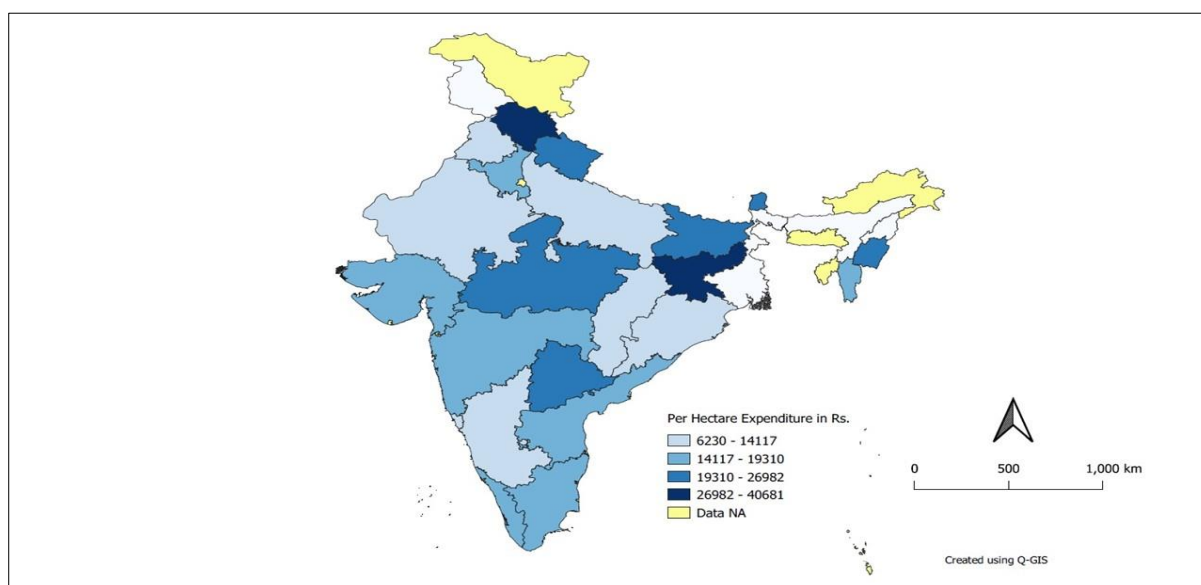 Per Hectare Expenditure in Rs.
6230 - 14117
14117 - 19310
19310 - 26982
26982 - 40681
Data NA
0 500 1,000 km
Created using Q-GIS